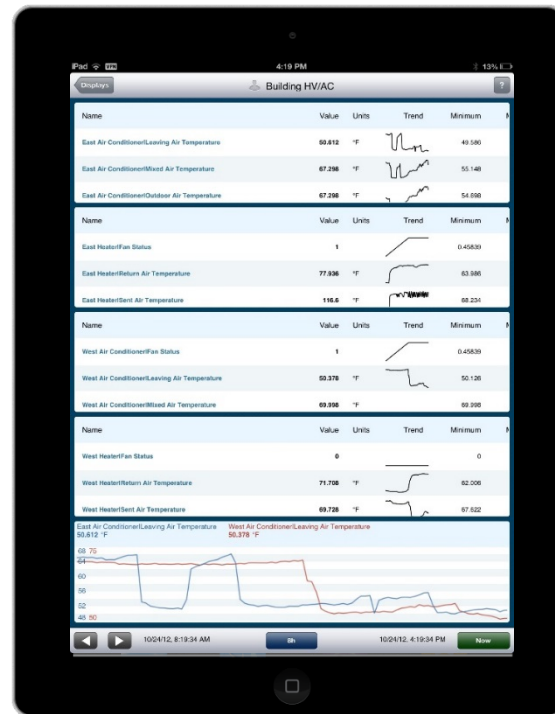 iPad VPN 4:19 PM 13%
Displays Building HV/AC ?
Name Value Units Trend Minimum
East Air Conditioner|Leaving Air Temperature 50.612 °F 49.586
East Air Conditioner|Mixed Air Temperature 67.298 °F 55.148
East Air Conditioner|Outdoor Air Temperature 67.298 °F 54.698
Name Value Units Trend Minimum
East Heater|Fan Status 1 0.45839
East Heater|Return Air Temperature 77.936 °F 63.986
East Heater|Sent Air Temperature 116.6 °F 68.234
Name Value Units Trend Minimum
West Air Conditioner|Fan Status 1 0.45839
West Air Conditioner|Leaving Air Temperature 50.378 °F 50.126
West Air Conditioner|Mixed Air Temperature 69.998 °F 69.998
Name Value Units Trend Minimum
West Heater|Fan Status 0 0
West Heater|Return Air Temperature 71.708 °F 62.006
West Heater|Sent Air Temperature 69.728 °F 67.622
East Air Conditioner|Leaving Air Temperature West Air Conditioner|Leaving Air Temperature
50.612 °F 50.378 °F
68 75
64
60
56
52
48 50
10/24/12, 8:19:34 AM 8h 10/24/12, 4:19:34 PM Now